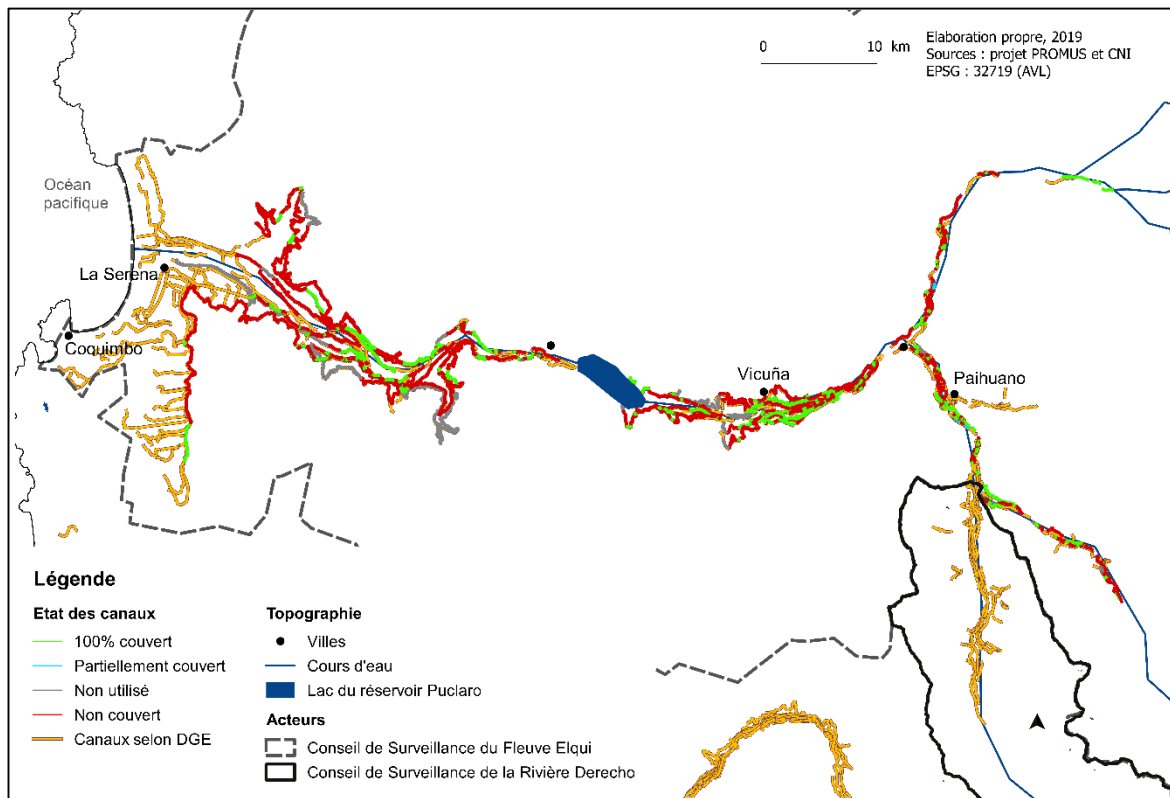 0 10 km
Elaboration propre, 2019
Sources : projet PROMUS et CNI
EPSG : 32719 (AVL)
Océan
pacifique
La Serena
Coquimbo
Vicuña
Paihuano
Légende
Etat des canaux
100% couvert
Partiellement couvert
Non utilisé
Non couvert
Canaux selon DGE
Topographie
Villes
Cours d'eau
Lac du réservoir Puclaro
Acteurs
Conseil de Surveillance du Fleuve Elqui
Conseil de Surveillance de la Rivière Derecho